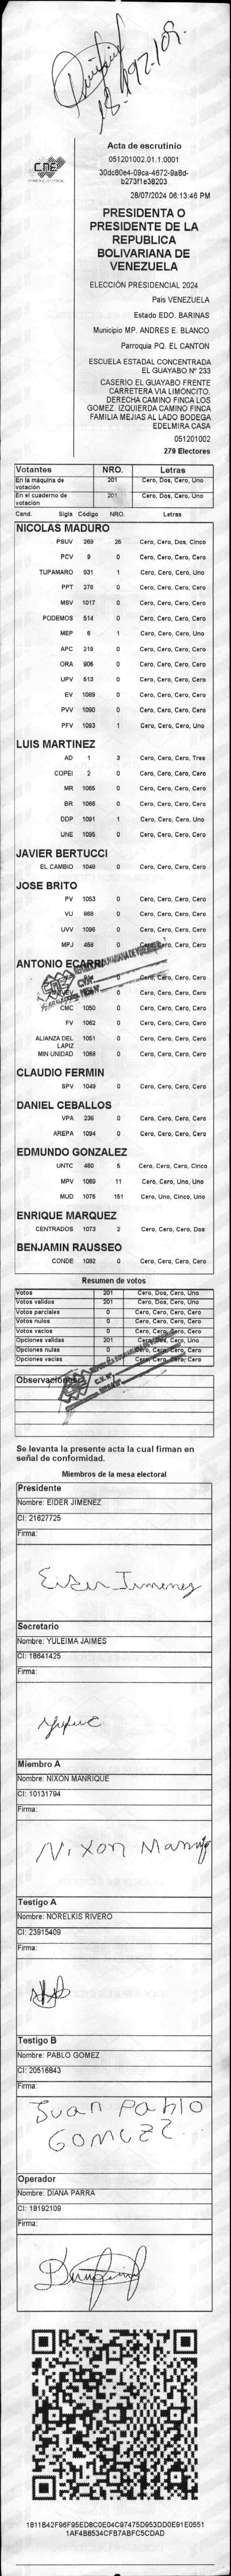 18.192.109.
CNE
Acta de escrutinio
051201002.01.1.0001
30dc80e4-09ca-4672-9a8d-
b273f1e38203
28/07/2024 06:13:46 PM
PRESIDENTA O
PRESIDENTE DE LA
REPUBLICA
BOLIVARIANA DE
VENEZUELA
ELECCIÓN PRESIDENCIAL 2024
País VENEZUELA
Estado EDO. BARINAS
Municipio MP. ANDRES E. BLANCO
Parroquia PQ. EL CANTON
ESCUELA ESTADAL CONCENTRADA
EL GUAYABO Nº 233
CASERIO EL GUAYABO FRENTE
CARRETERA VIA LIMONCITO.
DERECHA CAMINO FINCA LOS
GOMEZ. IZQUIERDA CAMINO FINCA
FAMILIA MEJIAS AL LADO BODEGA
EDELMIRA CASA
051201002
279 Electores
Votantes NRO. Letras
En la máquina de votación 201 Cero, Dos, Cero, Uno
En el cuaderno de votación 201 Cero, Dos, Cero, Uno
Cand. Sigls Código NRO. Letras
NICOLAS MADURO
PSUV 269 25 Cero, Cero, Dos, Cinco
PCV 9 0 Cero, Cero, Cero, Cero
TUPAMARO 931 1 Cero, Cero, Cero, Uno
PPT 276 0 Cero, Cero, Cero, Cero
MSV 1017 0 Cero, Cero, Cero, Cero
PODEMOS 514 0 Cero, Cero, Cero, Cero
MEP 6 1 Cero, Cero, Cero, Uno
APC 219 0 Cero, Cero, Cero, Cero
ORA 906 0 Cero, Cero, Cero, Cero
UPV 513 0 Cero, Cero, Cero, Cero
EV 1089 0 Cero, Cero, Cero, Cero
PVV 1090 0 Cero, Cero, Cero, Cero
PFV 1093 1 Cero, Cero, Cero, Uno
LUIS MARTINEZ
AD 1 3 Cero, Cero, Cero, Tres
COPEI 2 0 Cero, Cero, Cero, Cero
MR 1065 0 Cero, Cero, Cero, Cero
BR 1066 0 Cero, Cero, Cero, Cero
DDP 1091 1 Cero, Cero, Cero, Uno
UNE 1095 0 Cero, Cero, Cero, Cero
JAVIER BERTUCCI
EL CAMBIO 1048 0 Cero, Cero, Cero, Cero
JOSE BRITO
PV 1053 0 Cero, Cero, Cero, Cero
VU 868 0 Cero, Cero, Cero, Cero
UVV 1096 0 Cero, Cero, Cero, Cero
MPJ 458 0 Cero, Cero, Cero, Cero
ANTONIO ECARRI
0 Cero, Cero, Cero, Cero
0 Cero, Cero, Cero, Cero
CMC 1050 0 Cero, Cero, Cero, Cero
FV 1062 0 Cero, Cero, Cero, Cero
ALIANZA DEL LAPIZ 1051 0 Cero, Cero, Cero, Cero
MIN UNIDAD 1058 0 Cero, Cero, Cero, Cero
CLAUDIO FERMIN
SPV 1049 0 Cero, Cero, Cero, Cero
DANIEL CEBALLOS
VPA 236 0 Cero, Cero, Cero, Cero
AREPA 1094 0 Cero, Cero, Cero, Cero
EDMUNDO GONZALEZ
UNTC 460 5 Cero, Cero, Cero, Cinco
MPV 1069 11 Cero, Cero, Uno, Uno
MUD 1075 151 Cero, Uno, Cinco, Uno
ENRIQUE MARQUEZ
CENTRADOS 1073 2 Cero, Cero, Cero, Dos
BENJAMIN RAUSSEO
CONDE 1092 0 Cero, Cero, Cero, Cero
Resumen de votos
Votos 201 Cero, Dos, Cero, Uno
Votos validos 201 Cero, Dos, Cero, Uno
Votos parciales 0 Cero, Cero, Cero, Cero
Votos nulos 0 Cero, Cero, Cero, Cero
Votos vacios 0 Cero, Cero, Cero, Cero
Opciones validas 201 Cero, Dos, Cero, Uno
Opciones nulas 0 Cero, Cero, Cero, Cero
Opciones vacias 0 Cero, Cero, Cero, Cero
Observaciones:
Se levanta la presente acta la cual firman en
señal de conformidad.
Miembros de la mesa electoral
Presidente
Nombre: EIDER JIMENEZ
CI: 21627725
Firma:
Eider Jimenez
Secretario
Nombre: YULEIMA JAIMES
CI: 18641425
Firma:
Miembro A
Nombre: NIXON MANRIQUE
CI: 10131794
Firma:
Nixon Manriq
Testigo A
Nombre: NORELKIS RIVERO
CI: 23915409
Firma:
Testigo B
Nombre: PABLO GOMEZ
CI: 20516843
Firma:
Juan Pablo
GOMEZ
Operador
Nombre: DIANA PARRA
CI: 18192109
Firma:
1811B42F96F95ED8C0E04C97475D953DD0E91E0551
1AF4B8534CFB7ABFC5CDAD